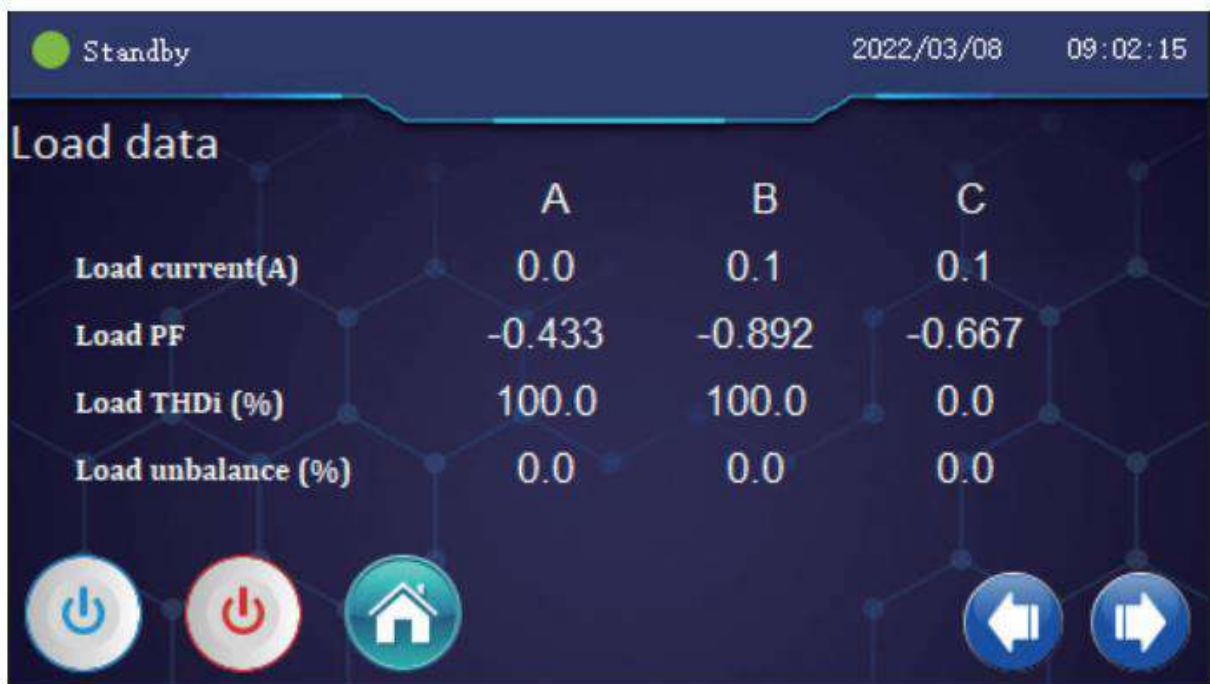 Standby 2022/03/08 09:02:15
Load data
A B C
Load current(A) 0.0 0.1 0.1
Load PF -0.433 -0.892 -0.667
Load THDi (%) 100.0 100.0 0.0
Load unbalance (%) 0.0 0.0 0.0